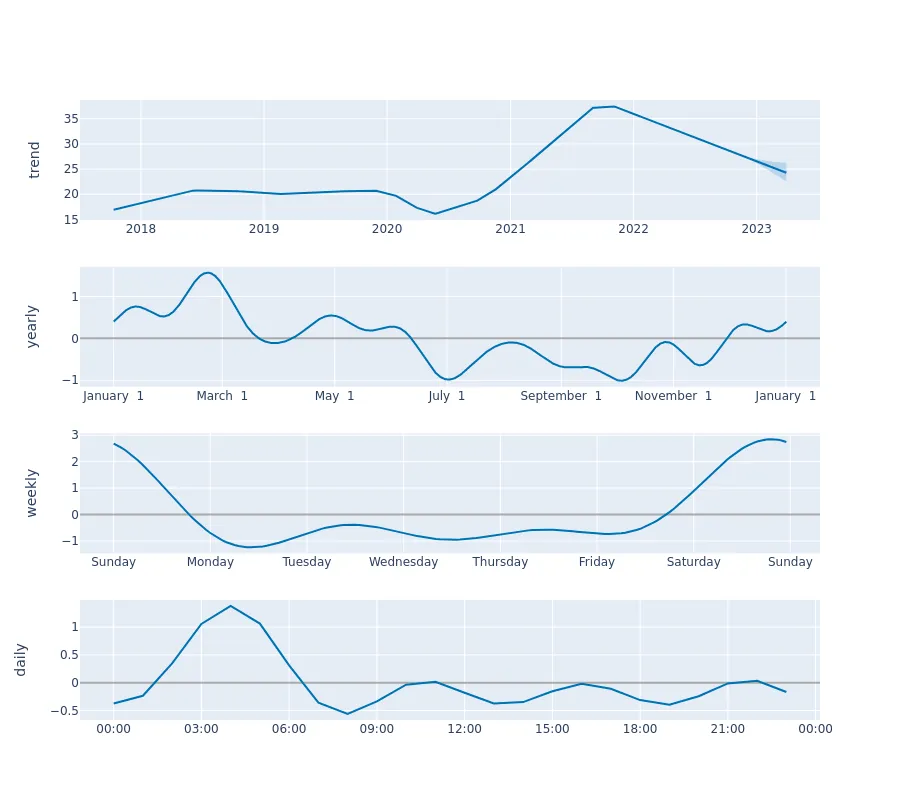 trend
35
30
25
20
15
2018 2019 2020 2021 2022 2023
yearly
1
0
−1
January 1 March 1 May 1 July 1 September 1 November 1 January 1
weekly
3
2
1
0
−1
Sunday Monday Tuesday Wednesday Thursday Friday Saturday Sunday
daily
1
0.5
0
−0.5
00:00 03:00 06:00 09:00 12:00 15:00 18:00 21:00 00:00